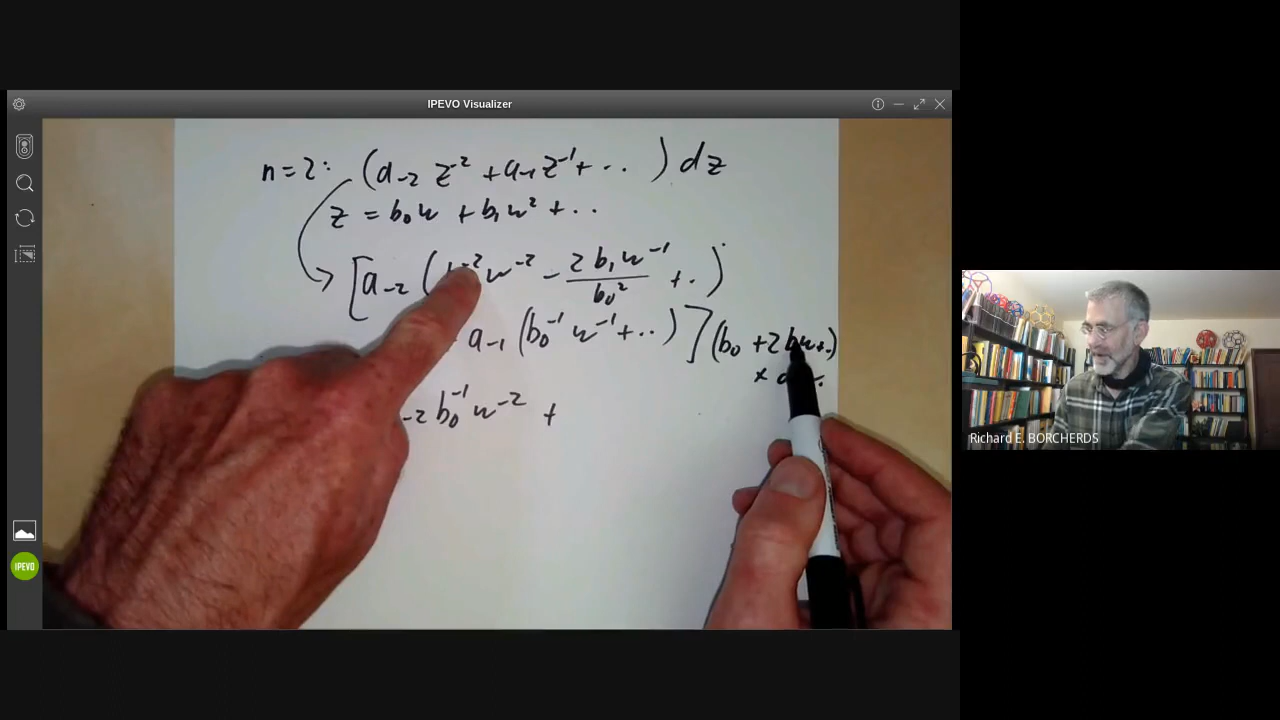 IPEVO Visualizer
n=2: (a₋₂ z⁻² + a₋₁ z⁻¹ + ·· ) dz
z = b₀w + b₁w² + ··
[a₋₂ ( w⁻² − 2b₁w⁻¹/b₀² + ·)
a₋₁ (b₀⁻¹ w⁻¹ + ··) ] (b₀ + 2b₁w+··)
×
₋₂ b₀⁻¹ w⁻² +
Richard E. BORCHERDS
IPEVO